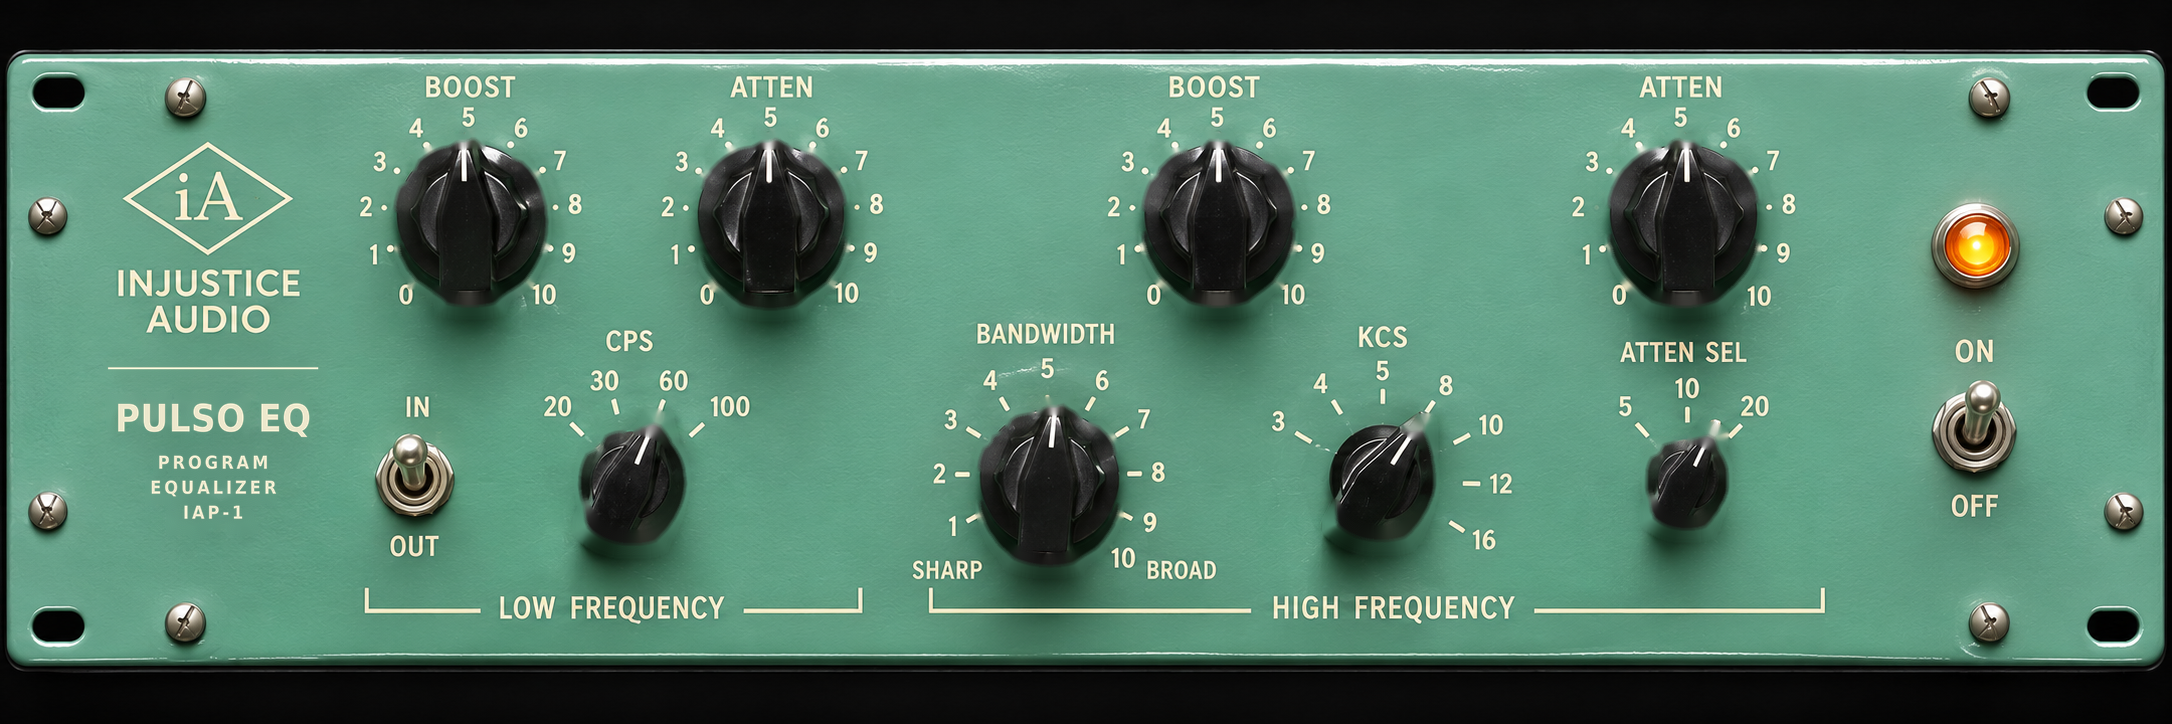 iA
INJUSTICE
AUDIO
PULSO EQ
PROGRAM
EQUALIZER
IAP-1
BOOST
0 1 2 3 4 5 6 7 8 9 10
ATTEN
0 1 2 3 4 5 6 7 8 9 10
IN
OUT
CPS
20 30 60 100
LOW FREQUENCY
BOOST
0 1 2 3 4 5 6 7 8 9 10
ATTEN
0 1 2 3 4 5 6 7 8 9 10
BANDWIDTH
1 2 3 4 5 6 7 8 9 10
SHARP BROAD
KCS
3 4 5 8 10 12 16
ATTEN SEL
5 10 20
HIGH FREQUENCY
ON
OFF